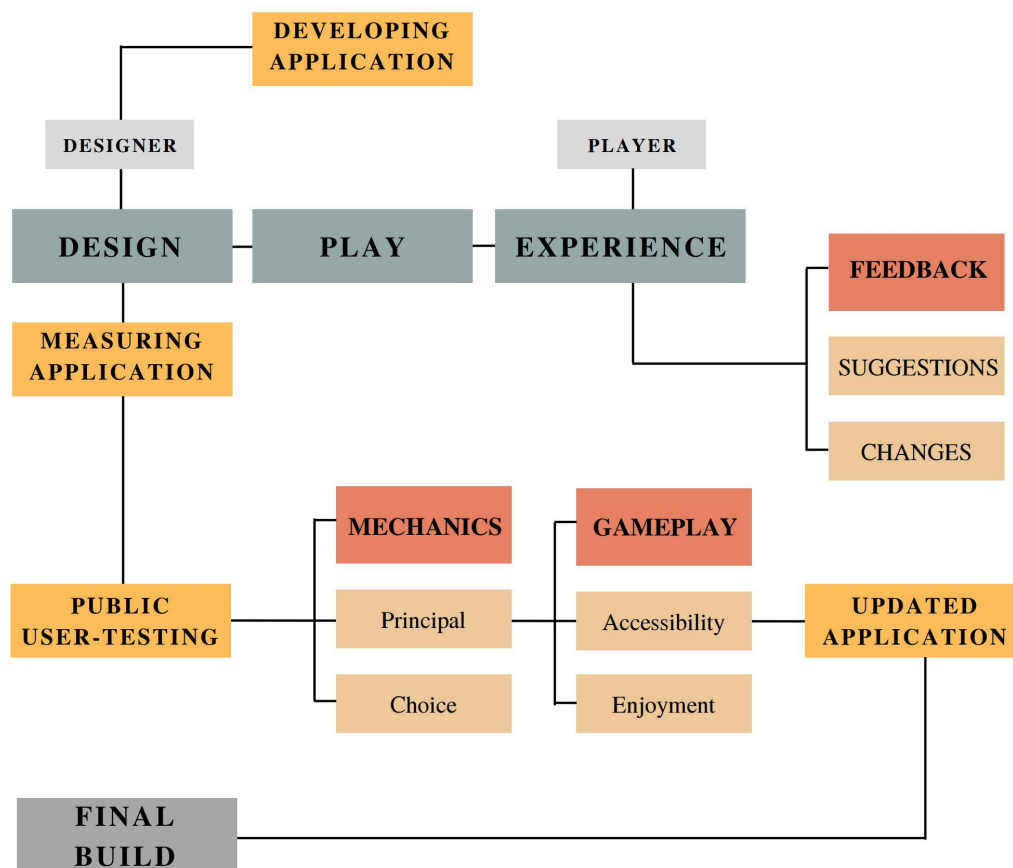 DEVELOPING
APPLICATION
DESIGNER
PLAYER
DESIGN
PLAY
EXPERIENCE
FEEDBACK
MEASURING
APPLICATION
SUGGESTIONS
CHANGES
MECHANICS
GAMEPLAY
PUBLIC
USER-TESTING
Principal
Accessibility
UPDATED
APPLICATION
Choice
Enjoyment
FINAL
BUILD